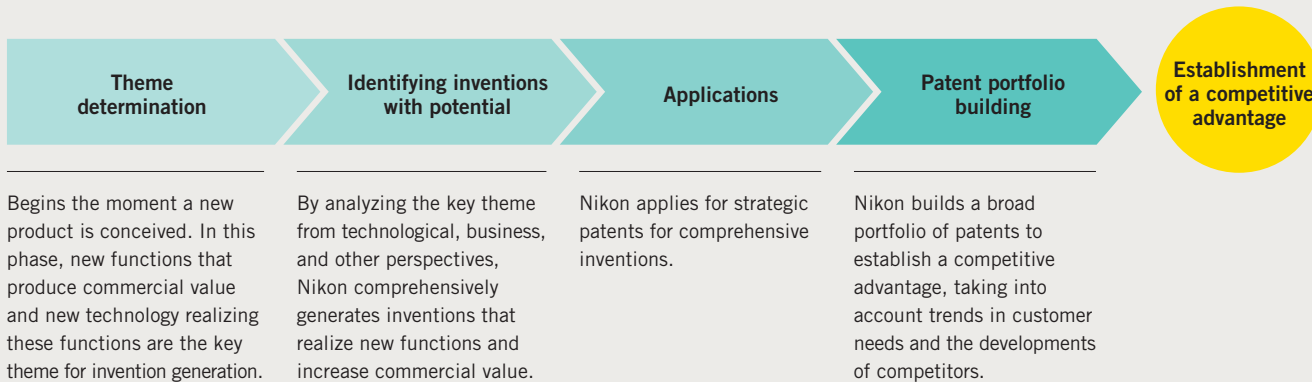 Theme
determination
Identifying inventions
with potential
Applications
Patent portfolio
building
Establishment
of a competitive
advantage
Begins the moment a new
product is conceived. In this
phase, new functions that
produce commercial value
and new technology realizing
these functions are the key
theme for invention generation.
By analyzing the key theme
from technological, business,
and other perspectives,
Nikon comprehensively
generates inventions that
realize new functions and
increase commercial value.
Nikon applies for strategic
patents for comprehensive
inventions.
Nikon builds a broad
portfolio of patents to
establish a competitive
advantage, taking into
account trends in customer
needs and the developments
of competitors.